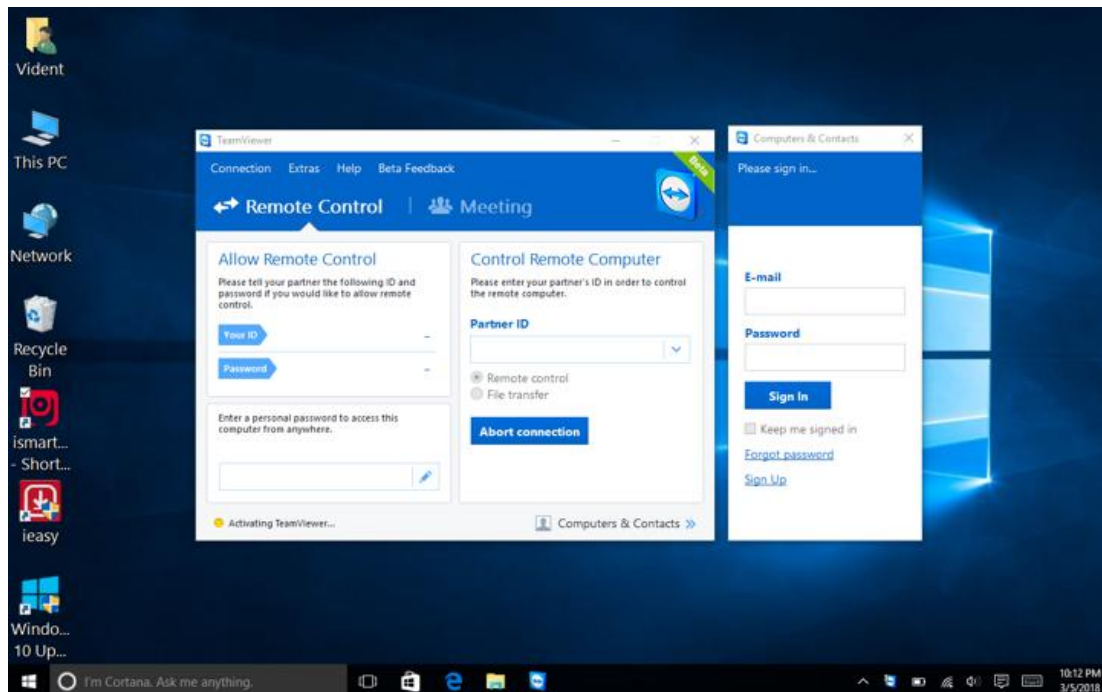 Vident
This PC
Network
Recycle
Bin
ismart...
- Short...
ieasy
Windo...
10 Up...
TeamViewer
Connection Extras Help Beta Feedback
Beta
Remote Control
Meeting
Allow Remote Control
Please tell your partner the following ID and
password if you would like to allow remote
control.
Your ID –
Password –
Enter a personal password to access this
computer from anywhere.
Control Remote Computer
Please enter your partner's ID in order to control
the remote computer.
Partner ID
Remote control
File transfer
Abort connection
Activating TeamViewer...
Computers & Contacts
Computers & Contacts
Please sign in...
E-mail
Password
Sign In
Keep me signed in
Forgot password
Sign Up
I'm Cortana. Ask me anything.
10:12 PM
3/5/2018